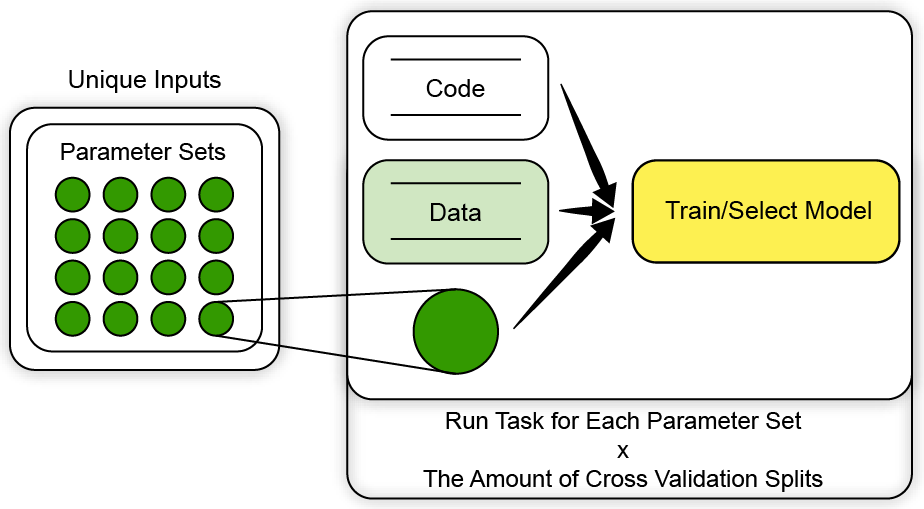 Unique Inputs
Parameter Sets
Code
Data
Train/Select Model
Run Task for Each Parameter Set
x
The Amount of Cross Validation Splits